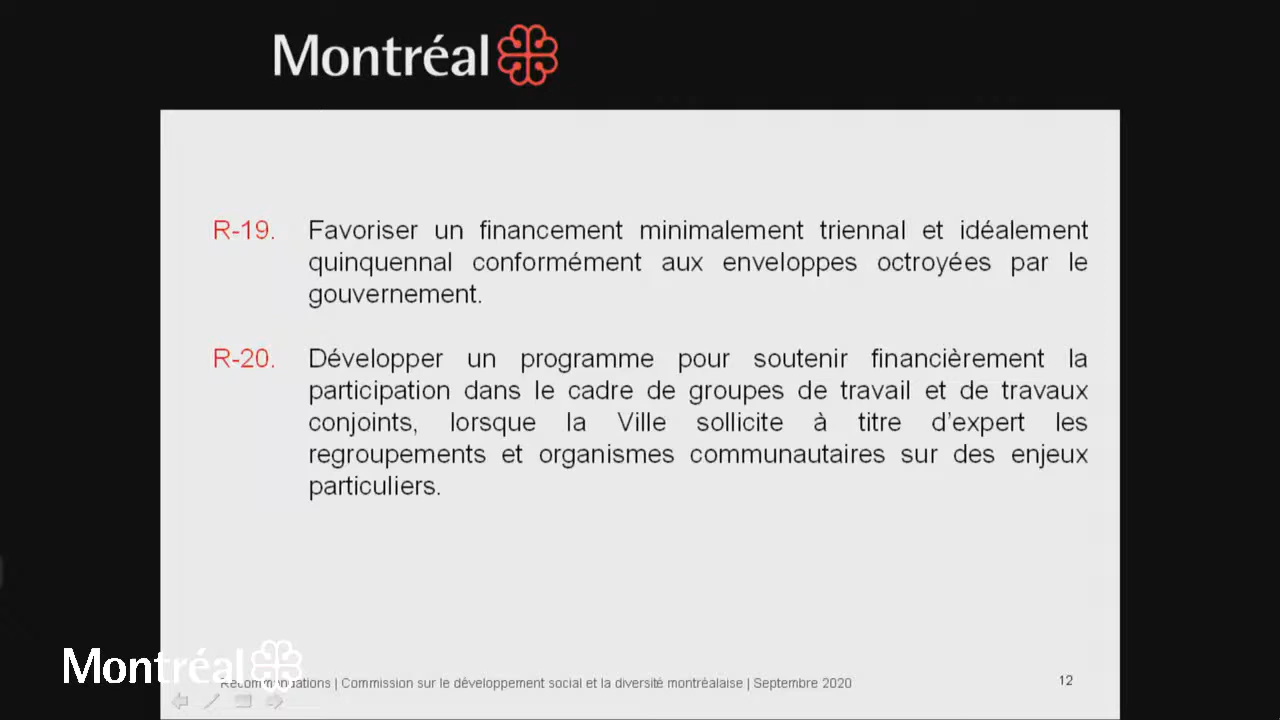 Montréal
R-19. Favoriser un financement minimalement triennal et idéalement
quinquennal conformément aux enveloppes octroyées par le
gouvernement.
R-20. Développer un programme pour soutenir financièrement la
participation dans le cadre de groupes de travail et de travaux
conjoints, lorsque la Ville sollicite à titre d'expert les
regroupements et organismes communautaires sur des enjeux
particuliers.
Montréal
Recommandations | Commission sur le développement social et la diversité montréalaise | Septembre 2020
12